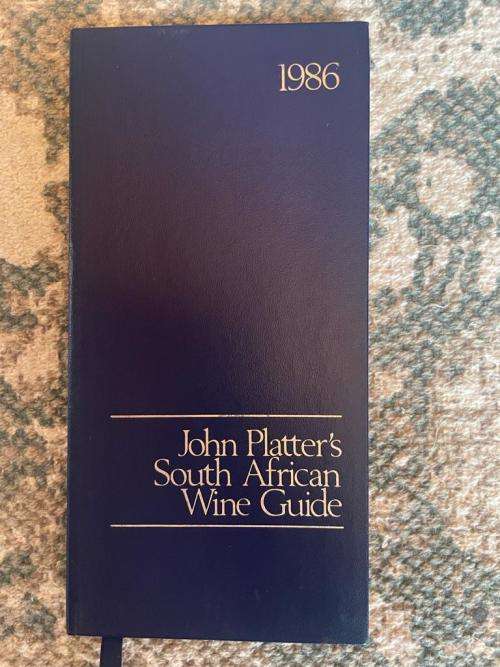 1986
John Platter's
South African
Wine Guide